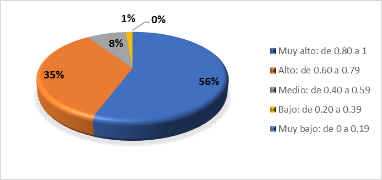 1%
0%
8%
35%
56%
Muy alto: de 0.80 a 1
Alto: de 0.60 a 0.79
Medio: de 0.40 a 0.59
Bajo: de 0.20 a 0.39
Muy bajo: de 0 a 0.19